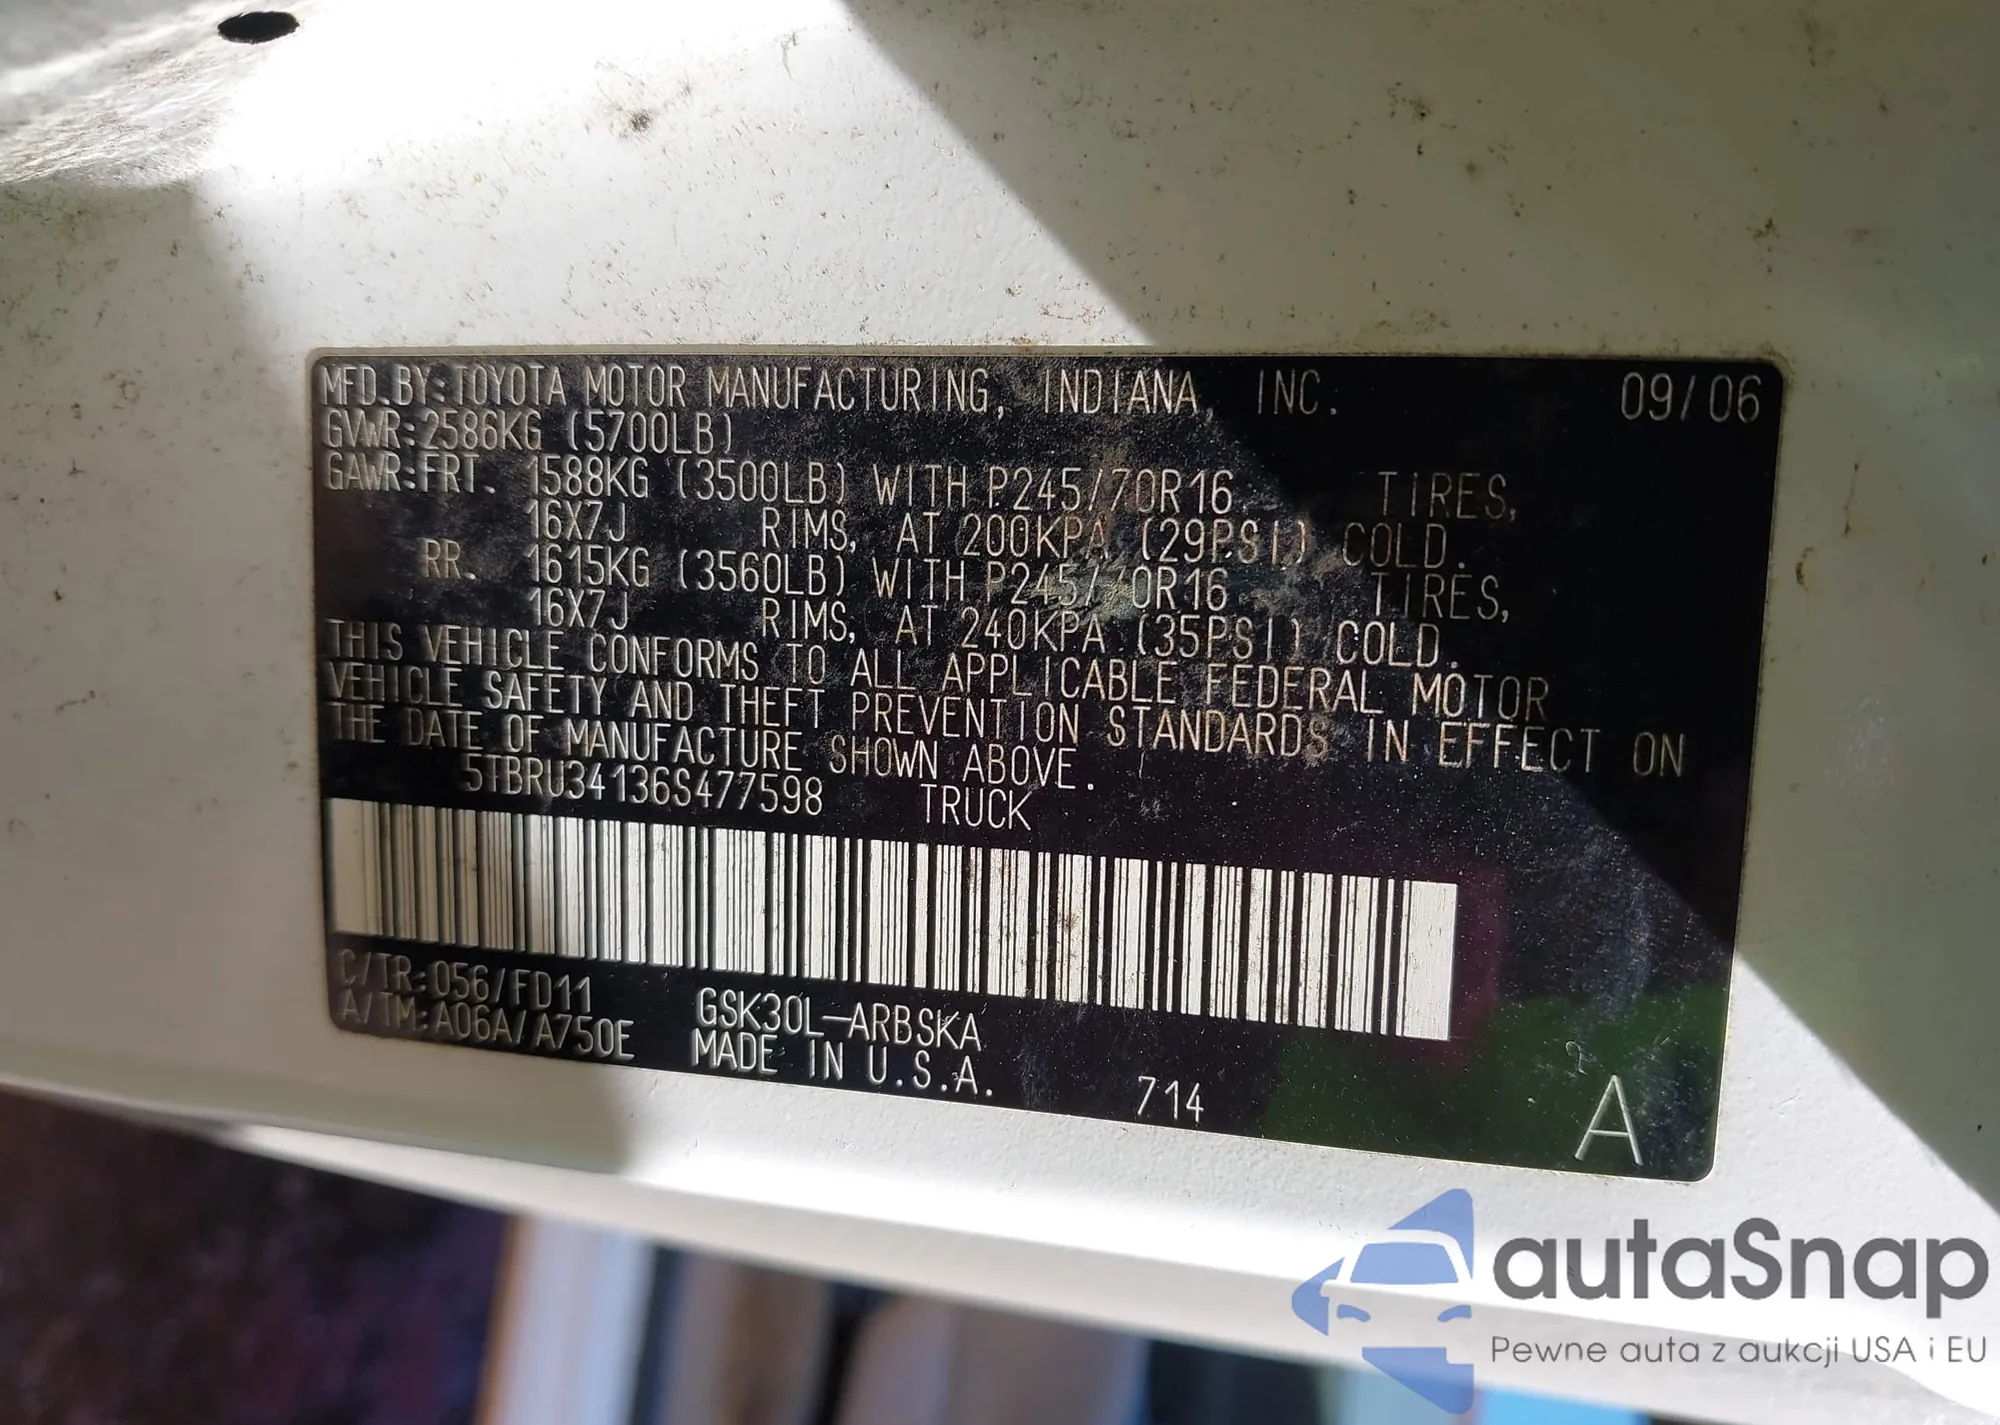 MFD.BY:TOYOTA MOTOR MANUFACTURING, INDIANA, INC. 09/06
GVWR:2586KG (5700LB)
GAWR:FRT. 1588KG (3500LB) WITH P245/70R16 TIRES,
16X7J RIMS, AT 200KPA (29PSI) COLD.
RR. 1615KG (3560LB) WITH P245/70R16 TIRES,
16X7J RIMS, AT 240KPA (35PSI) COLD.
THIS VEHICLE CONFORMS TO ALL APPLICABLE FEDERAL MOTOR
VEHICLE SAFETY AND THEFT PREVENTION STANDARDS IN EFFECT ON
THE DATE OF MANUFACTURE SHOWN ABOVE.
5TBRU34136S477598 TRUCK
C/TR:056/FD11 GSK30L-ARBSKA
A/TM:A06A/A750E MADE IN U.S.A. 714 A
autaSnap
Pewne auta z aukcji USA i EU